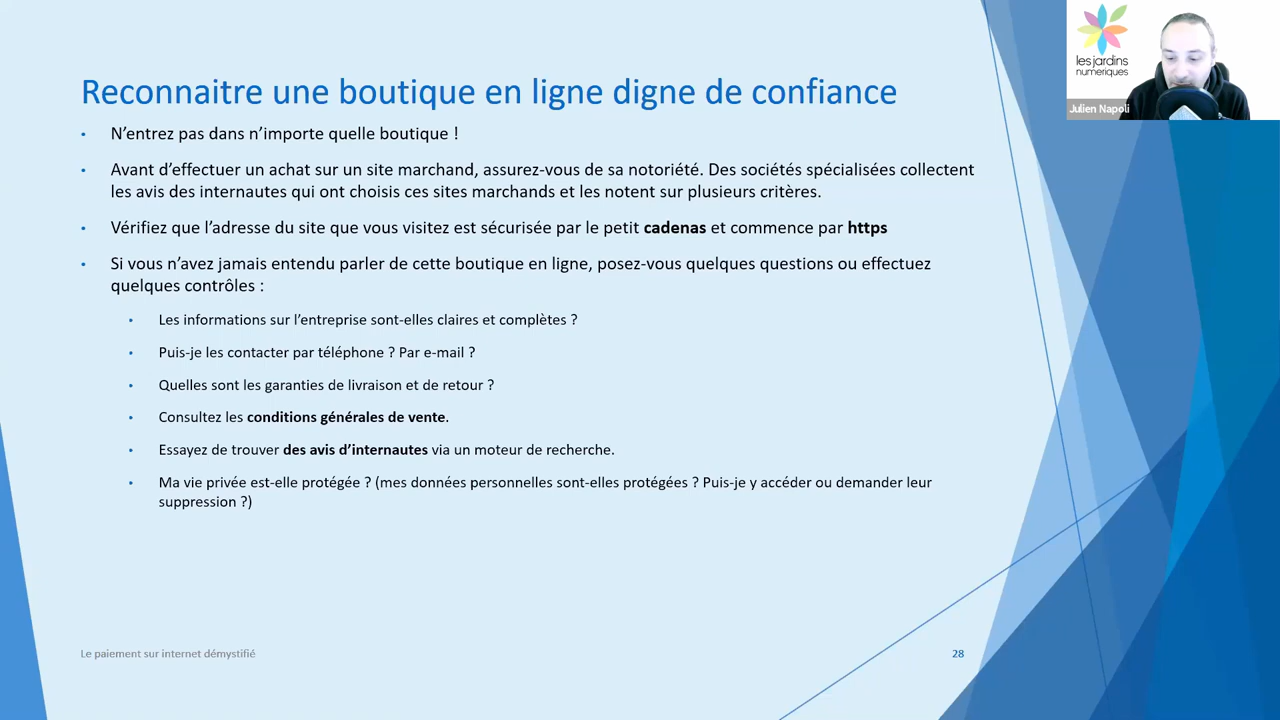 Reconnaitre une boutique en ligne digne de confiance
• N’entrez pas dans n’importe quelle boutique !
• Avant d’effectuer un achat sur un site marchand, assurez-vous de sa notoriété. Des sociétés spécialisées collectent
les avis des internautes qui ont choisis ces sites marchands et les notent sur plusieurs critères.
• Vérifiez que l’adresse du site que vous visitez est sécurisée par le petit cadenas et commence par https
• Si vous n’avez jamais entendu parler de cette boutique en ligne, posez-vous quelques questions ou effectuez
quelques contrôles :
• Les informations sur l’entreprise sont-elles claires et complètes ?
• Puis-je les contacter par téléphone ? Par e-mail ?
• Quelles sont les garanties de livraison et de retour ?
• Consultez les conditions générales de vente.
• Essayez de trouver des avis d’internautes via un moteur de recherche.
• Ma vie privée est-elle protégée ? (mes données personnelles sont-elles protégées ? Puis-je y accéder ou demander leur
suppression ?)
Le paiement sur internet démystifié
28
les jardins
numeriques
Julien Napoli